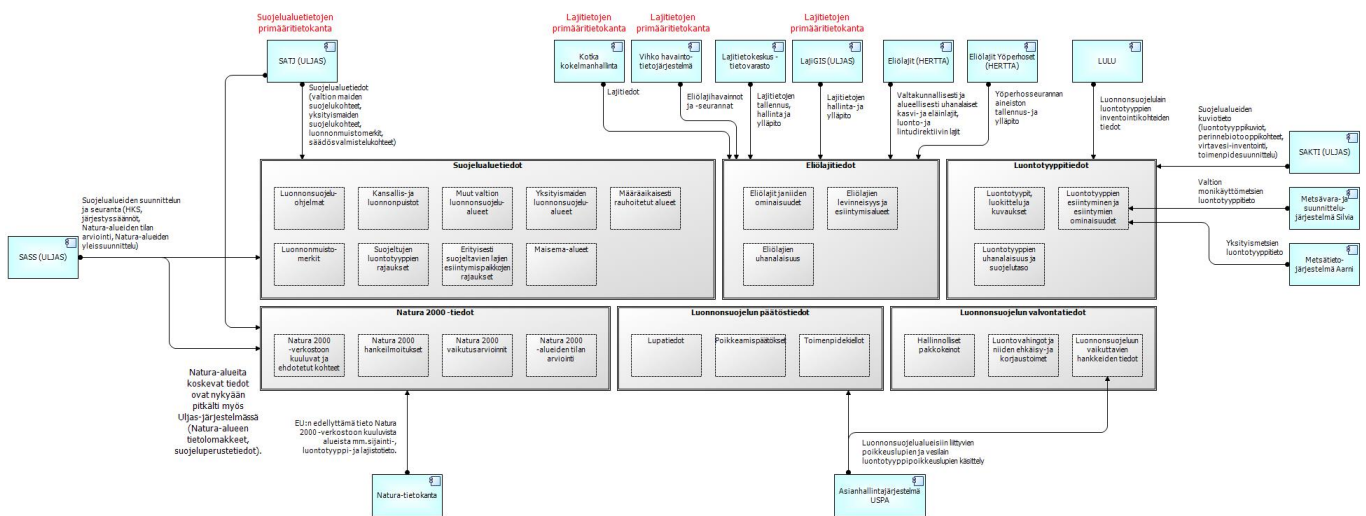 Suojelualuetietojen
primääritietokanta
Lajitietojen
primääritietokanta
Lajitietojen
primääritietokanta
Lajitietojen
primääritietokanta
SATJ (ULJAS)
Kotka
kokelmanhallinta
Vihko havainto-
tietojärjestelmä
Lajitietokeskus -
tietovarasto
LajiGIS (ULJAS)
Eliölajit (HERTTA)
Eliölajit Yöperhoset
(HERTTA)
LULU
Suojelualuetiedot
(valtion maiden
suojelukohteet,
yksityismaiden
suojelukohteet,
luonnonmuistomerkit,
säädösvalmistelukohteet)
Lajitiedot
Eliölajihavainnot
ja -seurannat
Lajitietojen
tallennus,
hallinta ja
ylläpito
Lajitietojen
hallinta- ja
ylläpito
Valtakunnallisesti ja
alueellisesti uhanalaiset
kasvi- ja eläinlajit,
luonto- ja
lintudirektiivin lajit
Yöperhosseurannan
aineiston
tallennus- ja
ylläpito
Luonnonsuojelulain
luontotyyppien
inventointikohteiden
tiedot
Suojelualueiden
kuviotieto
(luontotyyppikuviot,
perinnebiotooppikohteet,
virtavesi-inventointi,
toimenpidesuunnittelu)
SAKTI (ULJAS)
Valtion
monikäyttömetsien
luontotyyppitieto
Metsävara- ja
suunnittelu-
järjestelmä Silvia
Yksityismetsien
luontotyyppitieto
Metsätieto-
järjestelmä Aarni
SASS (ULJAS)
Suojelualueiden suunnittelun
ja seuranta (HKS,
järjestyssäännöt,
Natura-alueiden tilan
arviointi, Natura-alueiden
yleissuunnittelu)
Suojelualuetiedot
Luonnonsuojelu-
ohjelmat
Kansallis- ja
luonnonpuistot
Muut valtion
luonnonsuojelu-
alueet
Yksityismaiden
luonnonsuojelu-
alueet
Määräaikaisesti
rauhoitetut alueet
Luonnonmuisto-
merkit
Suojeltujen
luontotyyppien
rajaukset
Erityisesti
suojeltavien lajien
esiintymispaikkojen
rajaukset
Maisema-alueet
Eliölajitiedot
Eliölajit ja niiden
ominaisuudet
Eliölajien
levinneisyys ja
esiintymisalueet
Eliölajien
uhanalaisuus
Luontotyyppitiedot
Luontotyypit,
luokittelu ja
kuvaukset
Luontotyyppien
esiintyminen ja
esiintymien
ominaisuudet
Luontotyyppien
uhanalaisuus ja
suojelutaso
Natura 2000 -tiedot
Natura 2000
-verkostoon
kuuluvat ja
ehdotetut kohteet
Natura 2000
hankeilmoitukset
Natura 2000
vaikutusarvioinnit
Natura 2000
-alueiden tilan
arviointi
Luonnonsuojelun päätöstiedot
Lupatiedot
Poikkeamispäätökset
Toimenpidekiellot
Luonnonsuojelun valvontatiedot
Hallinnolliset
pakkokeinot
Luontovahingot ja
niiden ehkäisy- ja
korjaustoimet
Luonnonsuojeluun
vaikuttavien
hankkeiden tiedot
Natura-alueita
koskevat tiedot
ovat nykyään
pitkälti myös
Uljas-järjestelmässä
(Natura-alueen
tietolomakkeet,
suojeluperustetiedot).
EU:n edellyttämä tieto Natura
2000 -verkostoon kuuluvista
alueista mm. sijainti-,
luontotyyppi- ja lajistotieto.
Natura-tietokanta
Luonnonsuojelualueisiin liittyvien
poikkeuslupien ja vesilain
luontotyyppipoikkeuslupien käsittely
Asianhallintajärjestelmä
USPA